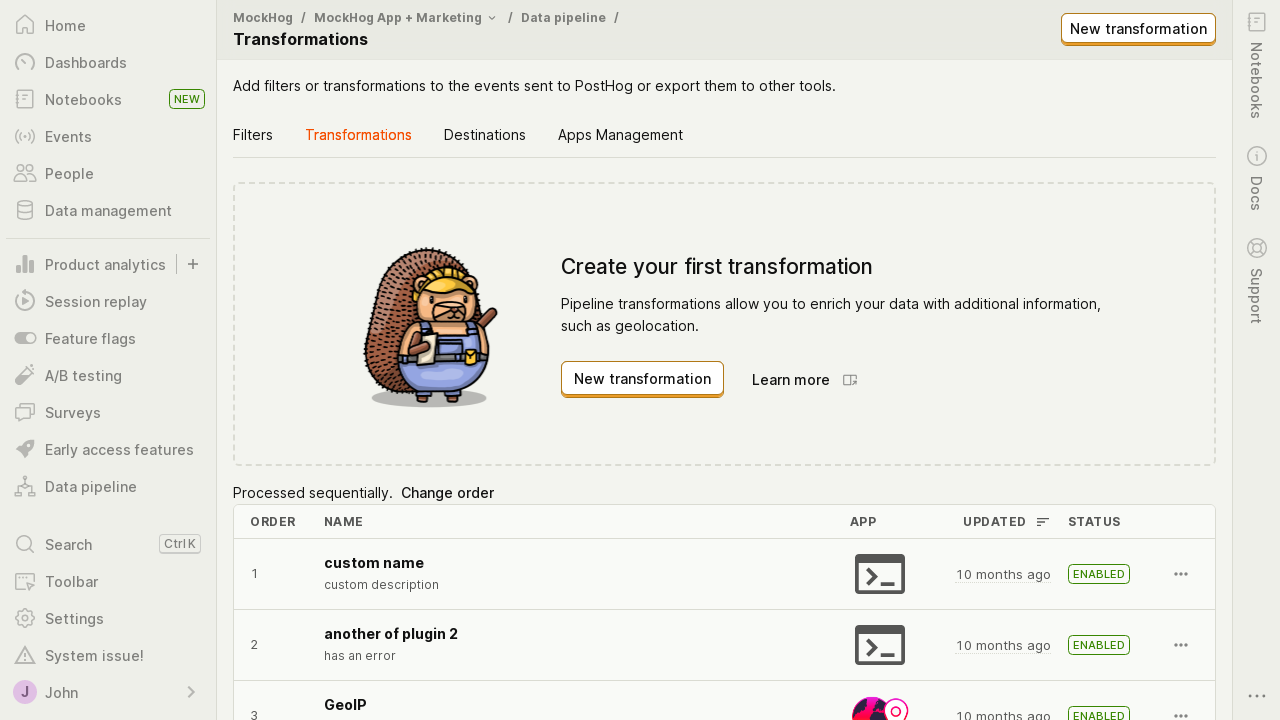 Home
Dashboards
Notebooks NEW
Events
People
Data management
Product analytics
Session replay
Feature flags
A/B testing
Surveys
Early access features
Data pipeline
Search Ctrl K
Toolbar
Settings
System issue!
J John
MockHog / MockHog App + Marketing / Data pipeline /
Transformations
New transformation
Add filters or transformations to the events sent to PostHog or export them to other tools.
Filters Transformations Destinations Apps Management
Create your first transformation
Pipeline transformations allow you to enrich your data with additional information,
such as geolocation.
New transformation Learn more
Processed sequentially. Change order
ORDER NAME APP UPDATED STATUS
1 custom name 10 months ago ENABLED
custom description
2 another of plugin 2 10 months ago ENABLED
has an error
3 GeoIP 10 months ago ENABLED
Notebooks
Docs
Support